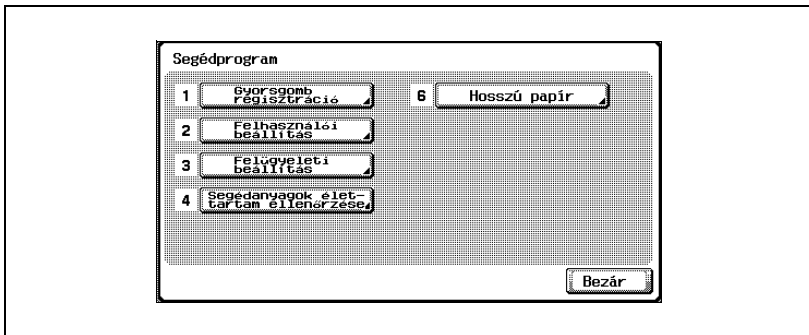 Segédprogram
1 Gyorsgomb
regisztráció
6 Hosszú papír
2 Felhasználói
beállítás
3 Felügyeleti
beállítás
4 Segédanyagok élet-
tartam ellenőrzése
Bezár